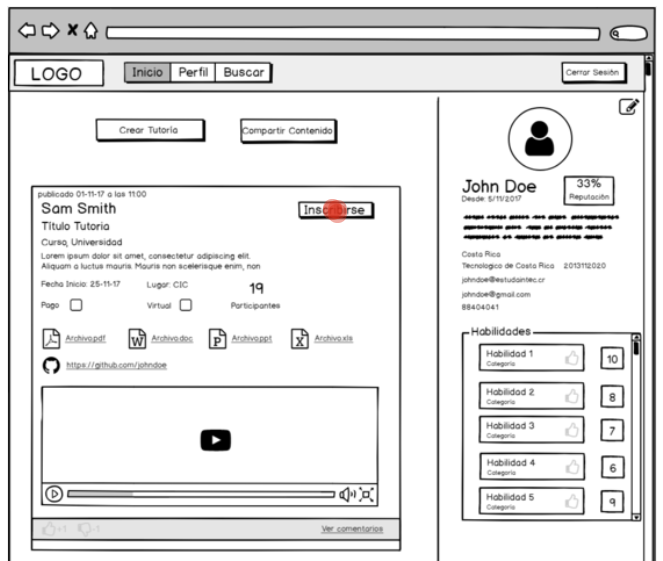 LOGO
Inicio
Perfil
Buscar
Cerrar Sesión
Crear Tutoría
Compartir Contenido
publicado 01-11-17 a las 11:00
Sam Smith
Inscribirse
Título Tutoria
Curso, Universidad
Lorem ipsum dolor sit amet, consectetur adipiscing elit.
Aliquam a luctus mauris. Mauris non scelerisque enim, non
Fecha Inicio: 25-11-17
Lugar: CIC
19
Pago
Virtual
Participantes
Archivo.pdf
Archivo.doc
Archivo.ppt
Archivo.xls
https://github.com/johndoe
+1
-1
Ver comentarios
John Doe
Desde: 5/11/2017
33%
Reputación
Costa Rica
Tecnologico de Costa Rica 2013112020
johndoe@estudaintec.cr
johndoe@gmail.com
88404041
Habilidades
Habilidad 1
Categoría
10
Habilidad 2
Categoría
8
Habilidad 3
Categoría
7
Habilidad 4
Categoría
6
Habilidad 5
Categoría
9